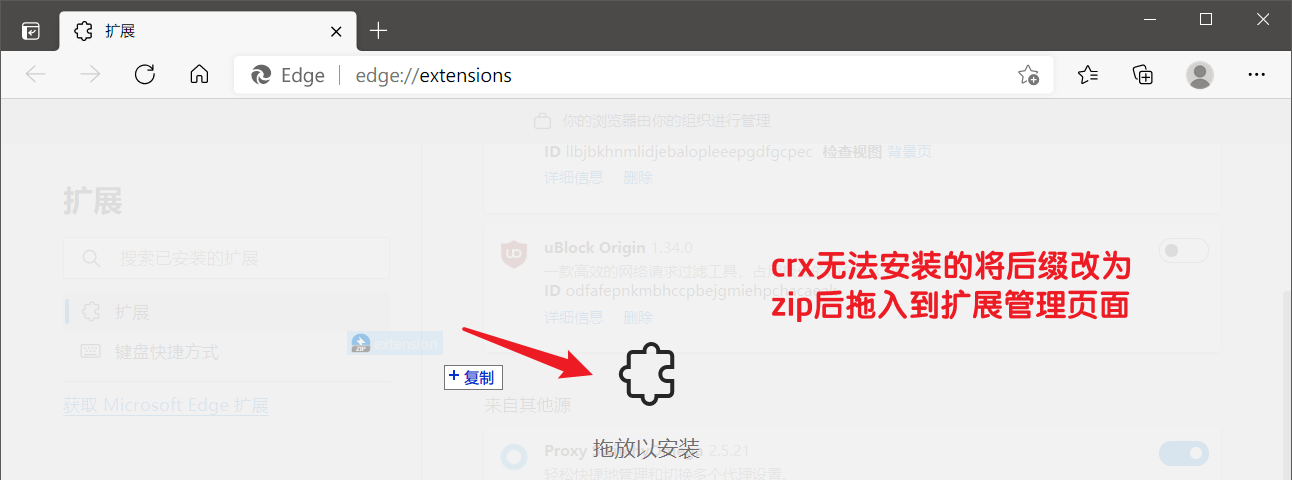 扩展
Edge
edge://extensions
你的浏览器由你的组织进行管理
ID llbjbkhnmlidjebalopleeepgdfgcpec 检查视图 背景页
详细信息 删除
扩展
搜索已安装的扩展
uBlock Origin 1.34.0
一款高效的网络请求过滤工具，占用
ID odfafepnkmbhccpbejgmiehpchacaeak
详细信息 删除
crx无法安装的将后缀改为
zip后拖入到扩展管理页面
扩展
extension
键盘快捷方式
复制
获取 Microsoft Edge 扩展
来自其他源
拖放以安装
Proxy 2.5.21
轻松快捷地管理和切换多个代理设置。